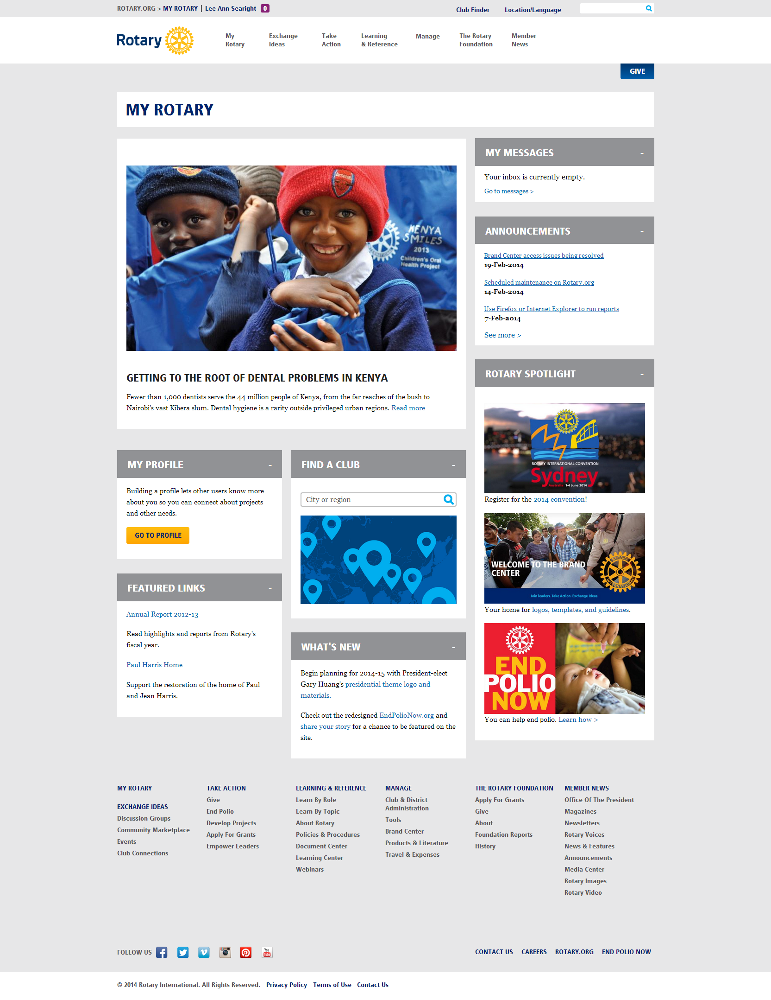 ROTARY.ORG > MY ROTARY | Lee Ann Searight 0
Club Finder
Location/Language
Rotary
ROTARY
INTERNATIONAL
My
Rotary
Exchange
Ideas
Take
Action
Learning
& Reference
Manage
The Rotary
Foundation
Member
News
GIVE
MY ROTARY
Arsenal
KENYA
SMILES
2013
Children's Oral
Health Project
GETTING TO THE ROOT OF DENTAL PROBLEMS IN KENYA
Fewer than 1,000 dentists serve the 44 million people of Kenya, from the far reaches of the bush to
Nairobi's vast Kibera slum. Dental hygiene is a rarity outside privileged urban regions. Read more
MY MESSAGES -
Your inbox is currently empty.
Go to messages >
ANNOUNCEMENTS -
Brand Center access issues being resolved
19-Feb-2014
Scheduled maintenance on Rotary.org
14-Feb-2014
Use Firefox or Internet Explorer to run reports
7-Feb-2014
See more >
ROTARY SPOTLIGHT -
ROTARY
INTERNATIONAL
ROTARY INTERNATIONAL CONVENTION
Sydney
Australia 1-4 June 2014
Register for the 2014 convention!
WELCOME TO THE BRAND
CENTER
ROTARY
INTERNATIONAL
Join leaders. Take Action. Exchange Ideas.
Your home for logos, templates, and guidelines.
ROTARY
INTERNATIONAL
END
POLIO
NOW
You can help end polio. Learn how >
MY PROFILE -
Building a profile lets other users know more
about you so you can connect about projects
and other needs.
GO TO PROFILE
FEATURED LINKS -
Annual Report 2012-13
Read highlights and reports from Rotary's
fiscal year.
Paul Harris Home
Support the restoration of the home of Paul
and Jean Harris.
FIND A CLUB -
City or region
WHAT'S NEW -
Begin planning for 2014-15 with President-elect
Gary Huang's presidential theme logo and
materials.
Check out the redesigned EndPolioNow.org and
share your story for a chance to be featured on the
site.
MY ROTARY
EXCHANGE IDEAS
Discussion Groups
Community Marketplace
Events
Club Connections
TAKE ACTION
Give
End Polio
Develop Projects
Apply For Grants
Empower Leaders
LEARNING & REFERENCE
Learn By Role
Learn By Topic
About Rotary
Policies & Procedures
Document Center
Learning Center
Webinars
MANAGE
Club & District
Administration
Tools
Brand Center
Products & Literature
Travel & Expenses
THE ROTARY FOUNDATION
Apply For Grants
Give
About
Foundation Reports
History
MEMBER NEWS
Office Of The President
Magazines
Newsletters
Rotary Voices
News & Features
Announcements
Media Center
Rotary Images
Rotary Video
FOLLOW US
You
Tube
CONTACT US CAREERS ROTARY.ORG END POLIO NOW
© 2014 Rotary International. All Rights Reserved. Privacy Policy Terms of Use Contact Us